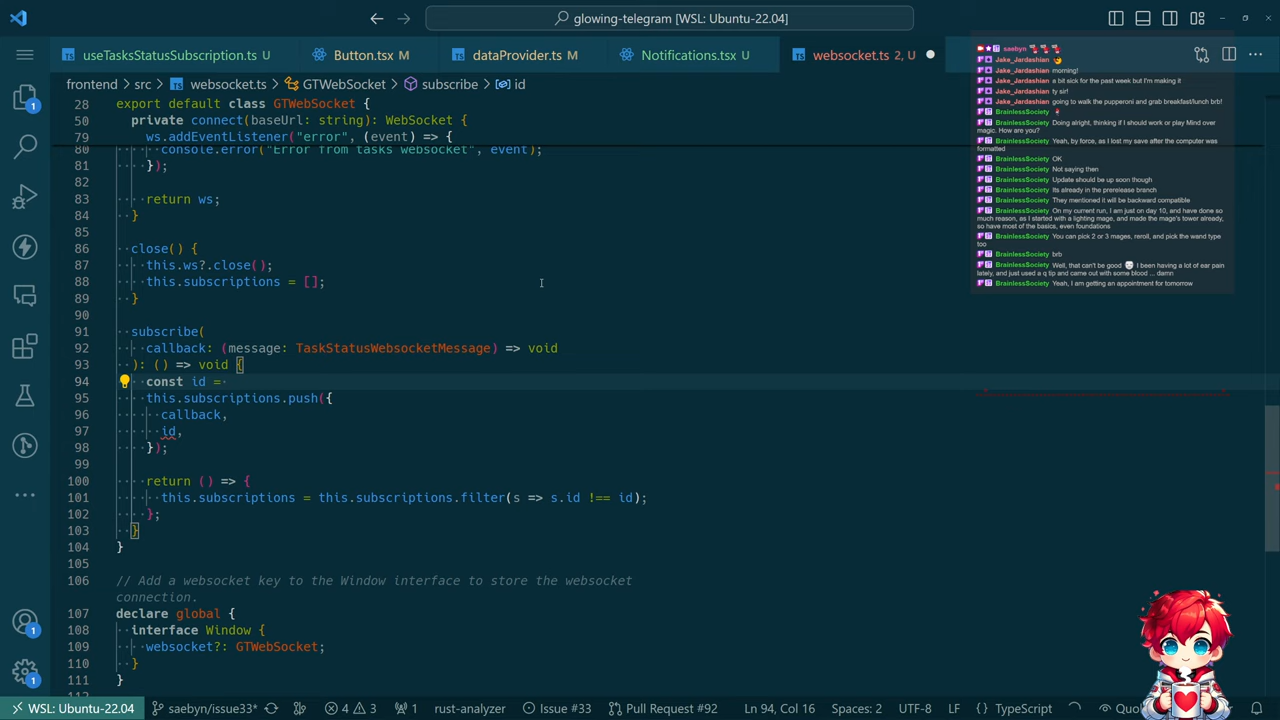 glowing-telegram [WSL: Ubuntu-22.04]
useTasksStatusSubscription.ts U
Button.tsx M
dataProvider.ts M
Notifications.tsx U
websocket.ts 2, U
frontend > src > websocket.ts > GTWebSocket > subscribe > id
28 export default class GTWebSocket {
50 private connect(baseUrl: string): WebSocket {
79 ws.addEventListener("error", (event) => {
80 console.error("Error from tasks websocket", event);
81 });
82
83 return ws;
84 }
85
86 close() {
87 this.ws?.close();
88 this.subscriptions = [];
89 }
90
91 subscribe(
92 callback: (message: TaskStatusWebsocketMessage) => void
93 ): () => void {
94 const id =
95 this.subscriptions.push({
96 callback,
97 id,
98 });
99
100 return () => {
101 this.subscriptions = this.subscriptions.filter(s => s.id !== id);
102 };
103 }
104 }
105
106 // Add a websocket key to the Window interface to store the websocket
connection.
107 declare global {
108 interface Window {
109 websocket?: GTWebSocket;
110 }
111 }
112
saebyn
Jake_Jardashian
Jake_Jardashian morning!
Jake_Jardashian a bit sick for the past week but I'm making it
Jake_Jardashian ty sir!
Jake_Jardashian going to walk the pupperoni and grab breakfast/lunch brb!
BrainlessSociety
BrainlessSociety Doing alright, thinking if I should work or play Mind over
magic. How are you?
BrainlessSociety Yeah, by force, as I lost my save after the computer was
formatted
BrainlessSociety OK
BrainlessSociety Not saying then
BrainlessSociety Update should be up soon though
BrainlessSociety Its already in the prerelease branch
BrainlessSociety They mentioned it will be backward compatible
BrainlessSociety On my current run, I am just on day 10, and have done so
much reason, as I started with a lighting mage, and made the mage's tower already,
so have most of the basics, even foundations
BrainlessSociety You can pick 2 or 3 mages, reroll, and pick the wand type
too
BrainlessSociety brb
BrainlessSociety Well, that can't be good I been having a lot of ear pain
lately, and just used a q tip and came out with some blood ... damn
BrainlessSociety Yeah, I am getting an appointment for tomorrow
1
1
1
WSL: Ubuntu-22.04 saebyn/issue33* 4 3 1 rust-analyzer Issue #33 Pull Request #92 Ln 94, Col 16 Spaces: 2 UTF-8 LF {} TypeScript Quo